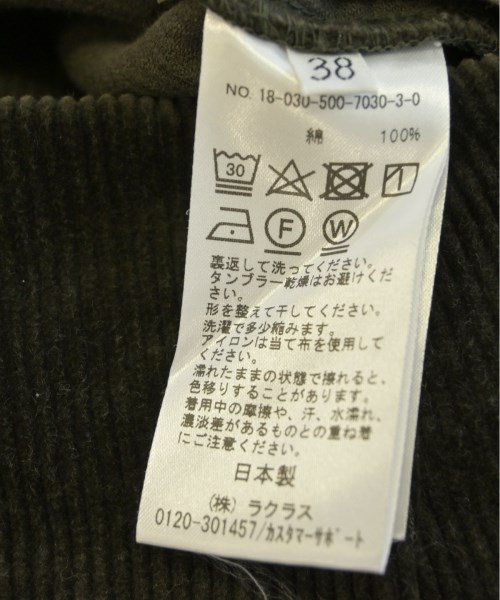 38
NO. 18-030-500-7030-3-0
綿 100%
30
F W
裏返して洗ってください。
タンブラー乾燥はお避けくだ
さい。
形を整えて干してください。
洗濯で多少縮みます。
アイロンは当て布を使用して
ください。
濡れたままの状態で擦れると、
色移りすることがあります。
着用中の摩擦や、汗、水濡れ、
濃淡差があるものとの重ね着
にご注意ください。
日本製
(株) ラクラス
0120-301457/カスタマーサポート